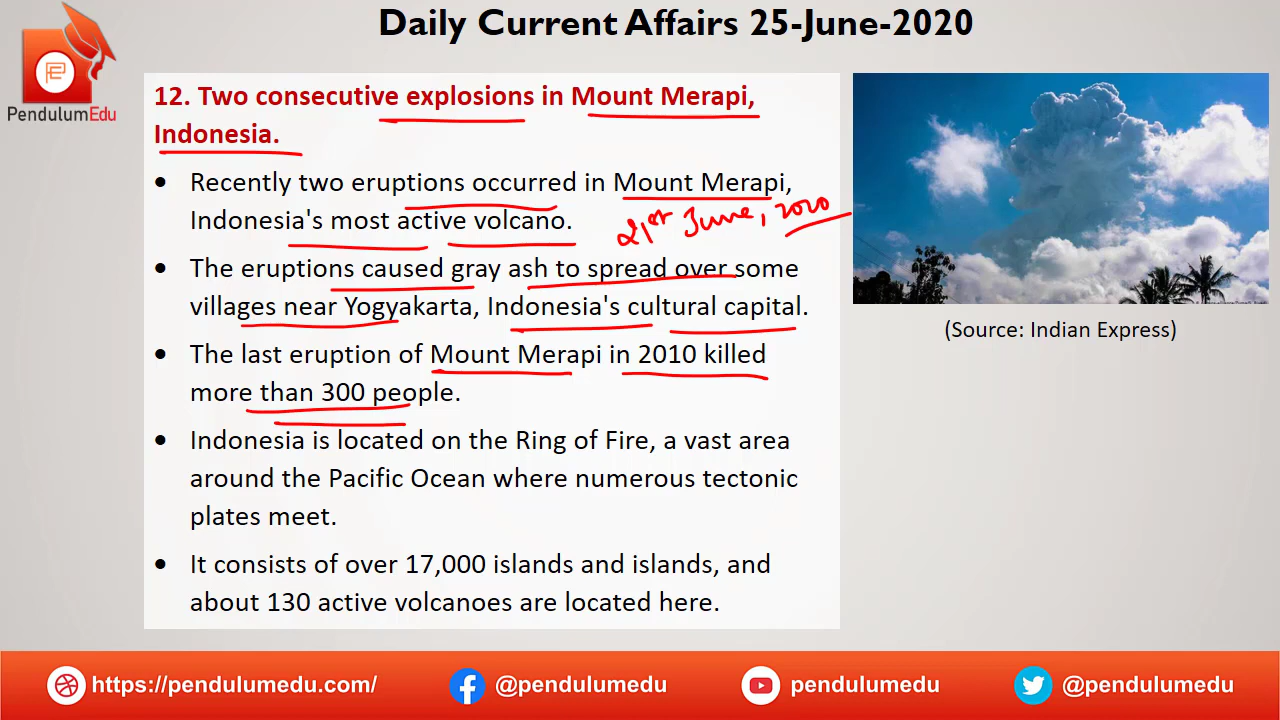 Daily Current Affairs 25-June-2020
PendulumEdu
12. Two consecutive explosions in Mount Merapi,
Indonesia.
• Recently two eruptions occurred in Mount Merapi,
Indonesia's most active volcano.
21st June, 2020
• The eruptions caused gray ash to spread over some
villages near Yogyakarta, Indonesia's cultural capital.
• The last eruption of Mount Merapi in 2010 killed
more than 300 people.
• Indonesia is located on the Ring of Fire, a vast area
around the Pacific Ocean where numerous tectonic
plates meet.
• It consists of over 17,000 islands and islands, and
about 130 active volcanoes are located here.
(Source: Indian Express)
https://pendulumedu.com/
@pendulumedu
pendulumedu
@pendulumedu